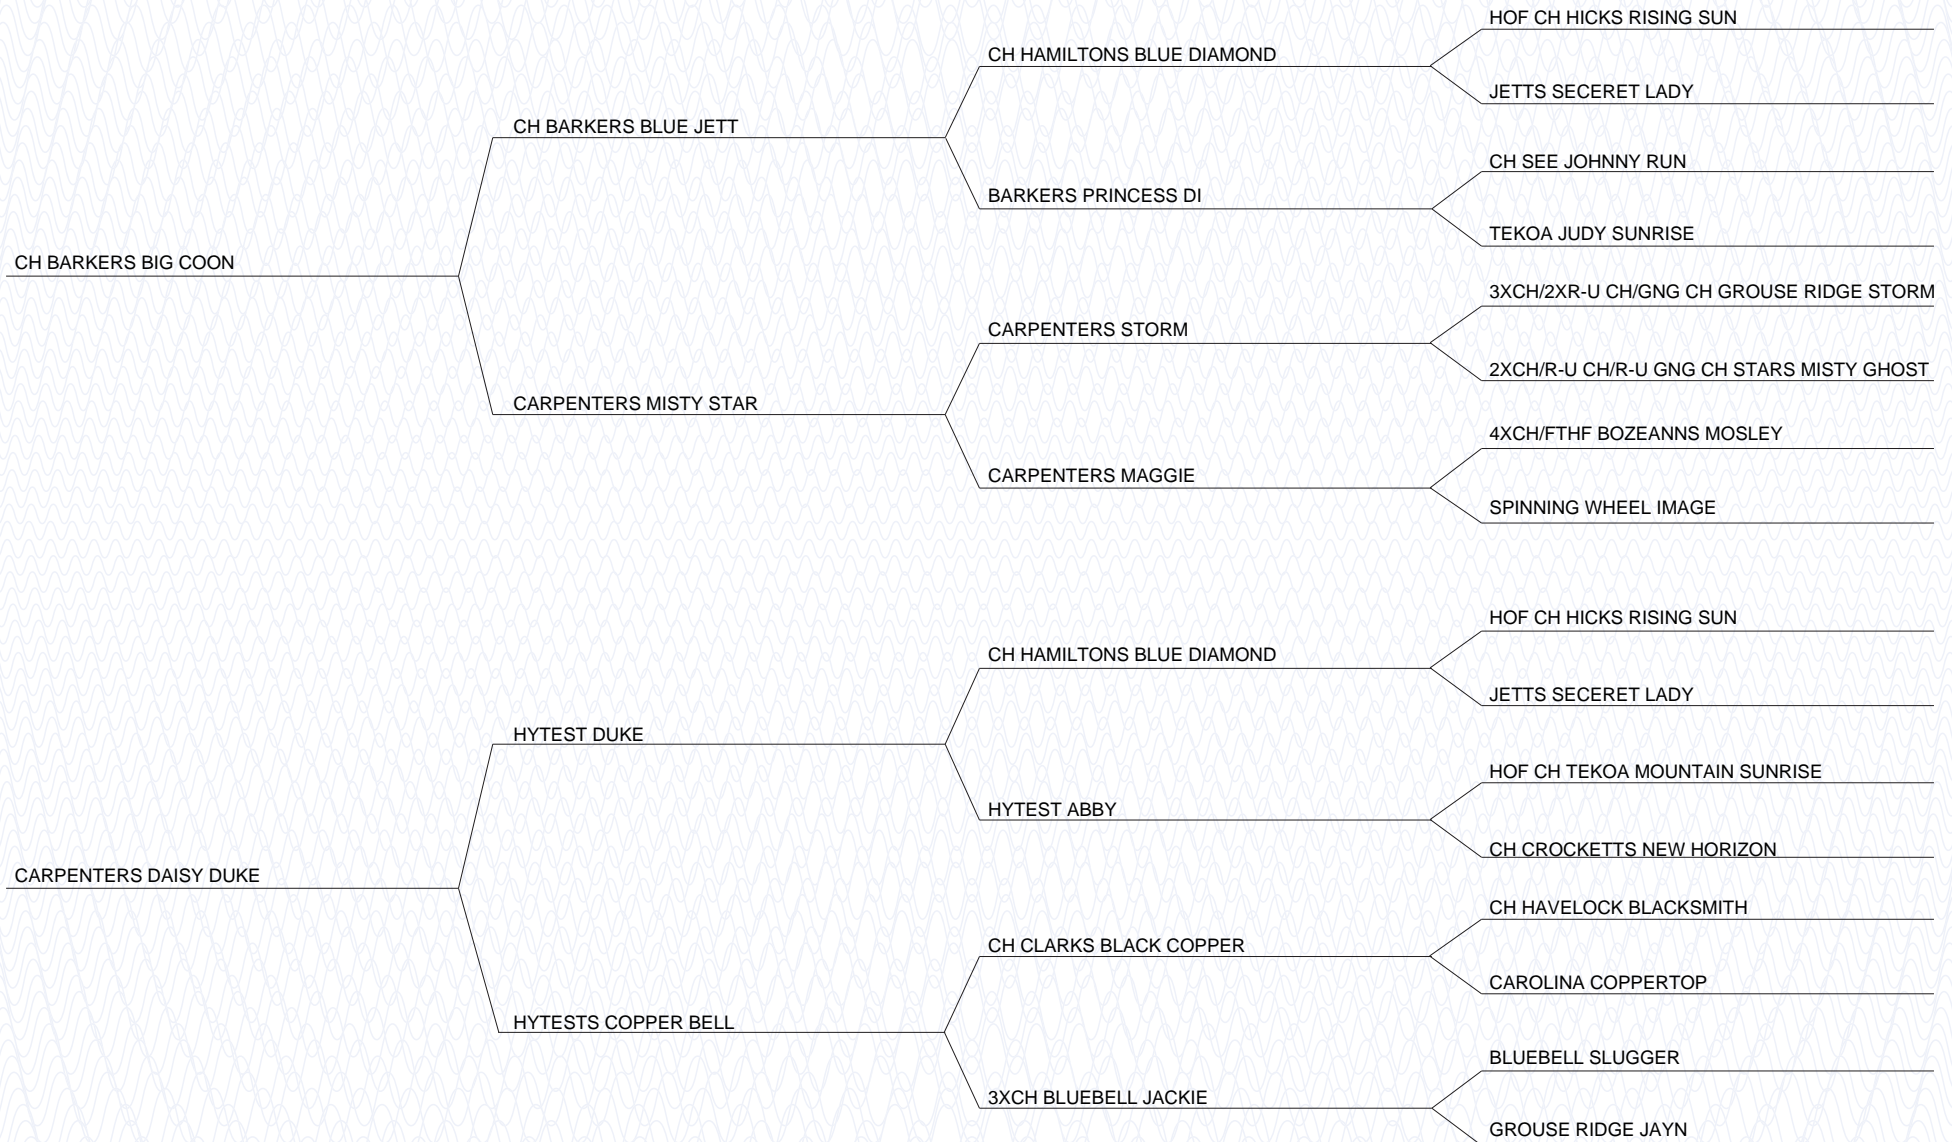 HOF CH HICKS RISING SUN
CH HAMILTONS BLUE DIAMOND
JETTS SECERET LADY
CH BARKERS BLUE JETT
CH SEE JOHNNY RUN
BARKERS PRINCESS DI
TEKOA JUDY SUNRISE
CH BARKERS BIG COON
3XCH/2XR-U CH/GNG CH GROUSE RIDGE STORM
CARPENTERS STORM
2XCH/R-U CH/R-U GNG CH STARS MISTY GHOST
CARPENTERS MISTY STAR
4XCH/FTHF BOZEANNS MOSLEY
CARPENTERS MAGGIE
SPINNING WHEEL IMAGE
HOF CH HICKS RISING SUN
CH HAMILTONS BLUE DIAMOND
JETTS SECERET LADY
HYTEST DUKE
HOF CH TEKOA MOUNTAIN SUNRISE
HYTEST ABBY
CH CROCKETTS NEW HORIZON
CARPENTERS DAISY DUKE
CH HAVELOCK BLACKSMITH
CH CLARKS BLACK COPPER
CAROLINA COPPERTOP
HYTESTS COPPER BELL
BLUEBELL SLUGGER
3XCH BLUEBELL JACKIE
GROUSE RIDGE JAYN